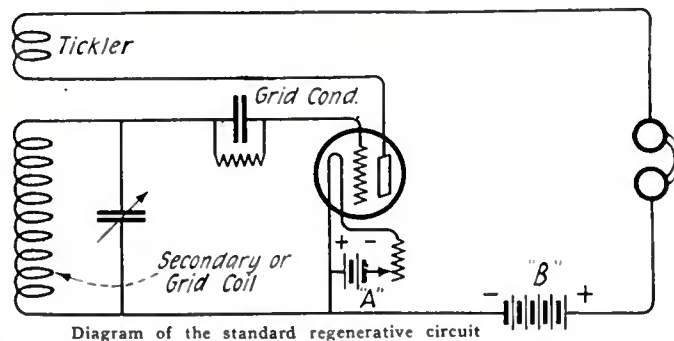 Tickler
Grid Cond.
Secondary or
Grid Coil
+ -
"A"
"B"
- +
Diagram of the standard regenerative circuit